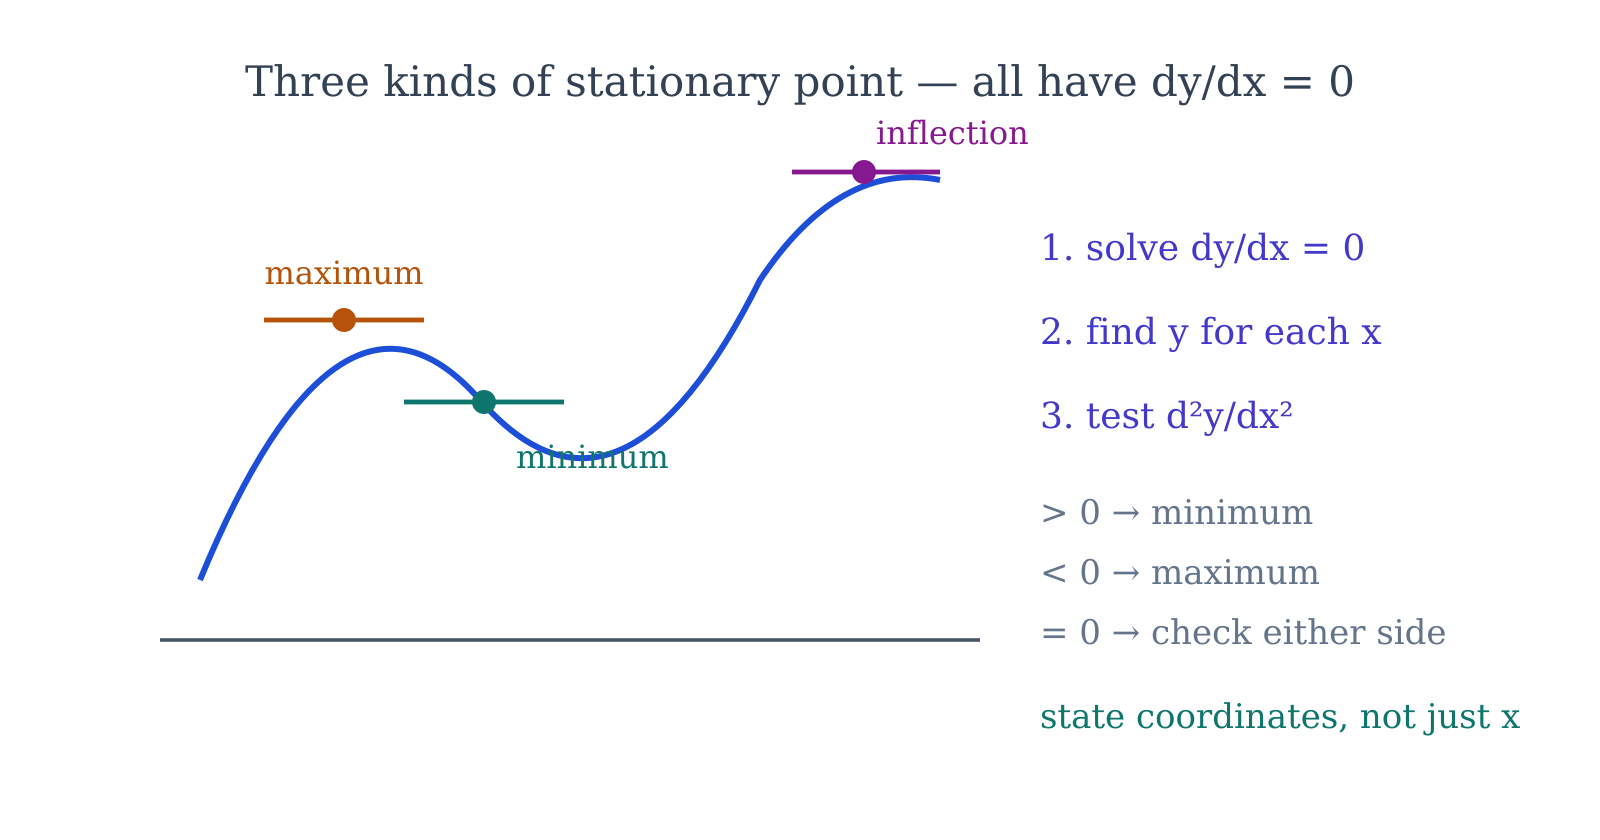 Three kinds of stationary point — all have dy/dx = 0
inflection
maximum
minimum
1. solve dy/dx = 0
2. find y for each x
3. test d²y/dx²
> 0 → minimum
< 0 → maximum
= 0 → check either side
state coordinates, not just x